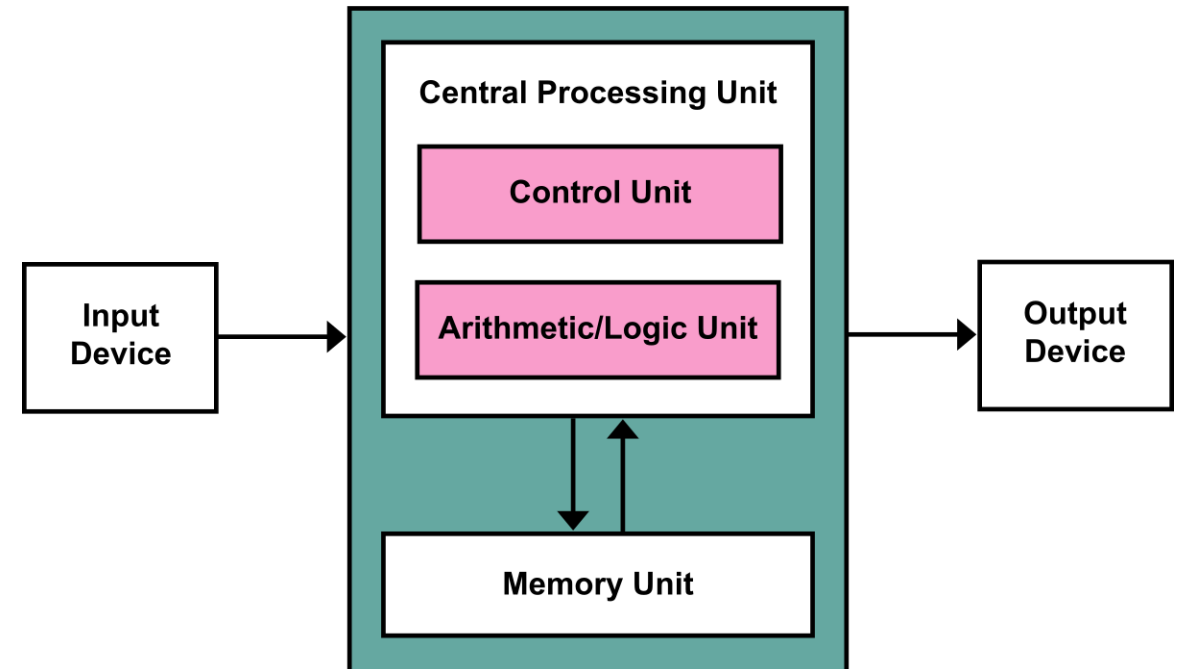 Central Processing Unit
Control Unit
Arithmetic/Logic Unit
Input
Device
Output
Device
Memory Unit